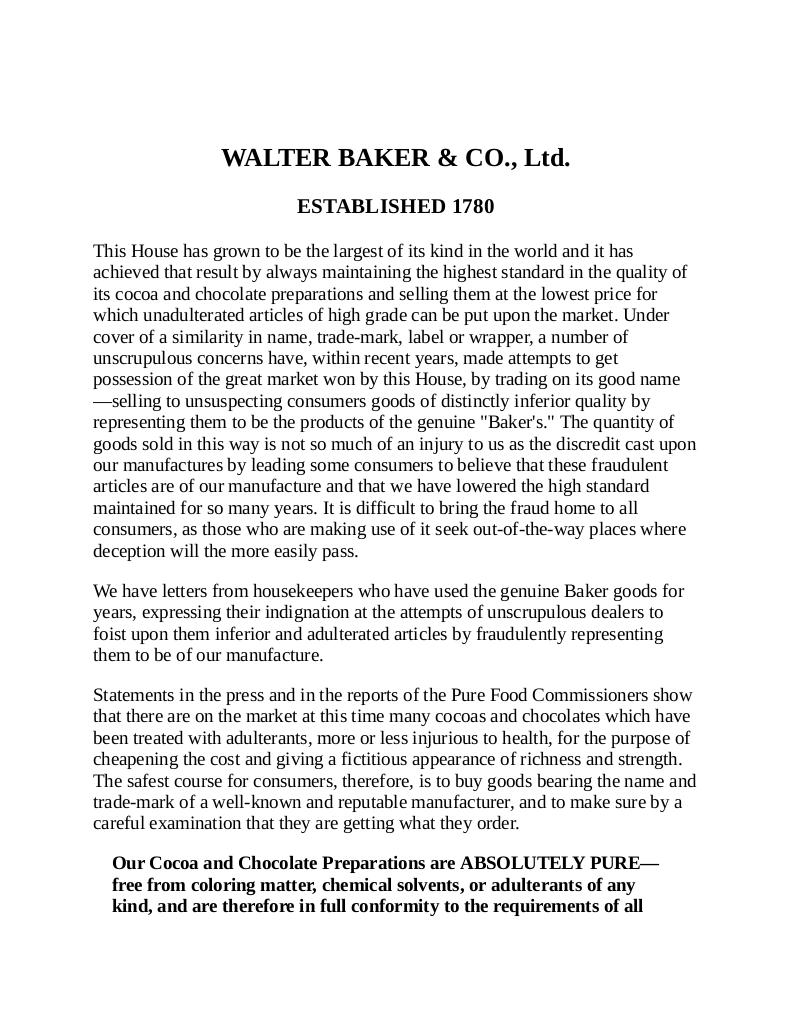 WALTER BAKER & CO., Ltd.
ESTABLISHED 1780
This House has grown to be the largest of its kind in the world and it has
achieved that result by always maintaining the highest standard in the quality of
its cocoa and chocolate preparations and selling them at the lowest price for
which unadulterated articles of high grade can be put upon the market. Under
cover of a similarity in name, trade-mark, label or wrapper, a number of
unscrupulous concerns have, within recent years, made attempts to get
possession of the great market won by this House, by trading on its good name
—selling to unsuspecting consumers goods of distinctly inferior quality by
representing them to be the products of the genuine "Baker's." The quantity of
goods sold in this way is not so much of an injury to us as the discredit cast upon
our manufactures by leading some consumers to believe that these fraudulent
articles are of our manufacture and that we have lowered the high standard
maintained for so many years. It is difficult to bring the fraud home to all
consumers, as those who are making use of it seek out-of-the-way places where
deception will the more easily pass.
We have letters from housekeepers who have used the genuine Baker goods for
years, expressing their indignation at the attempts of unscrupulous dealers to
foist upon them inferior and adulterated articles by fraudulently representing
them to be of our manufacture.
Statements in the press and in the reports of the Pure Food Commissioners show
that there are on the market at this time many cocoas and chocolates which have
been treated with adulterants, more or less injurious to health, for the purpose of
cheapening the cost and giving a fictitious appearance of richness and strength.
The safest course for consumers, therefore, is to buy goods bearing the name and
trade-mark of a well-known and reputable manufacturer, and to make sure by a
careful examination that they are getting what they order.
Our Cocoa and Chocolate Preparations are ABSOLUTELY PURE—
free from coloring matter, chemical solvents, or adulterants of any
kind, and are therefore in full conformity to the requirements of all